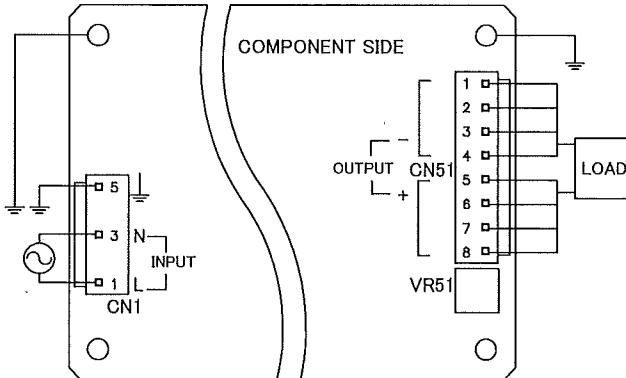 COMPONENT SIDE
1
2
3
4
5
6
7
8
OUTPUT
−
+
CN51
LOAD
VR51
5
3 N
1 L
INPUT
CN1